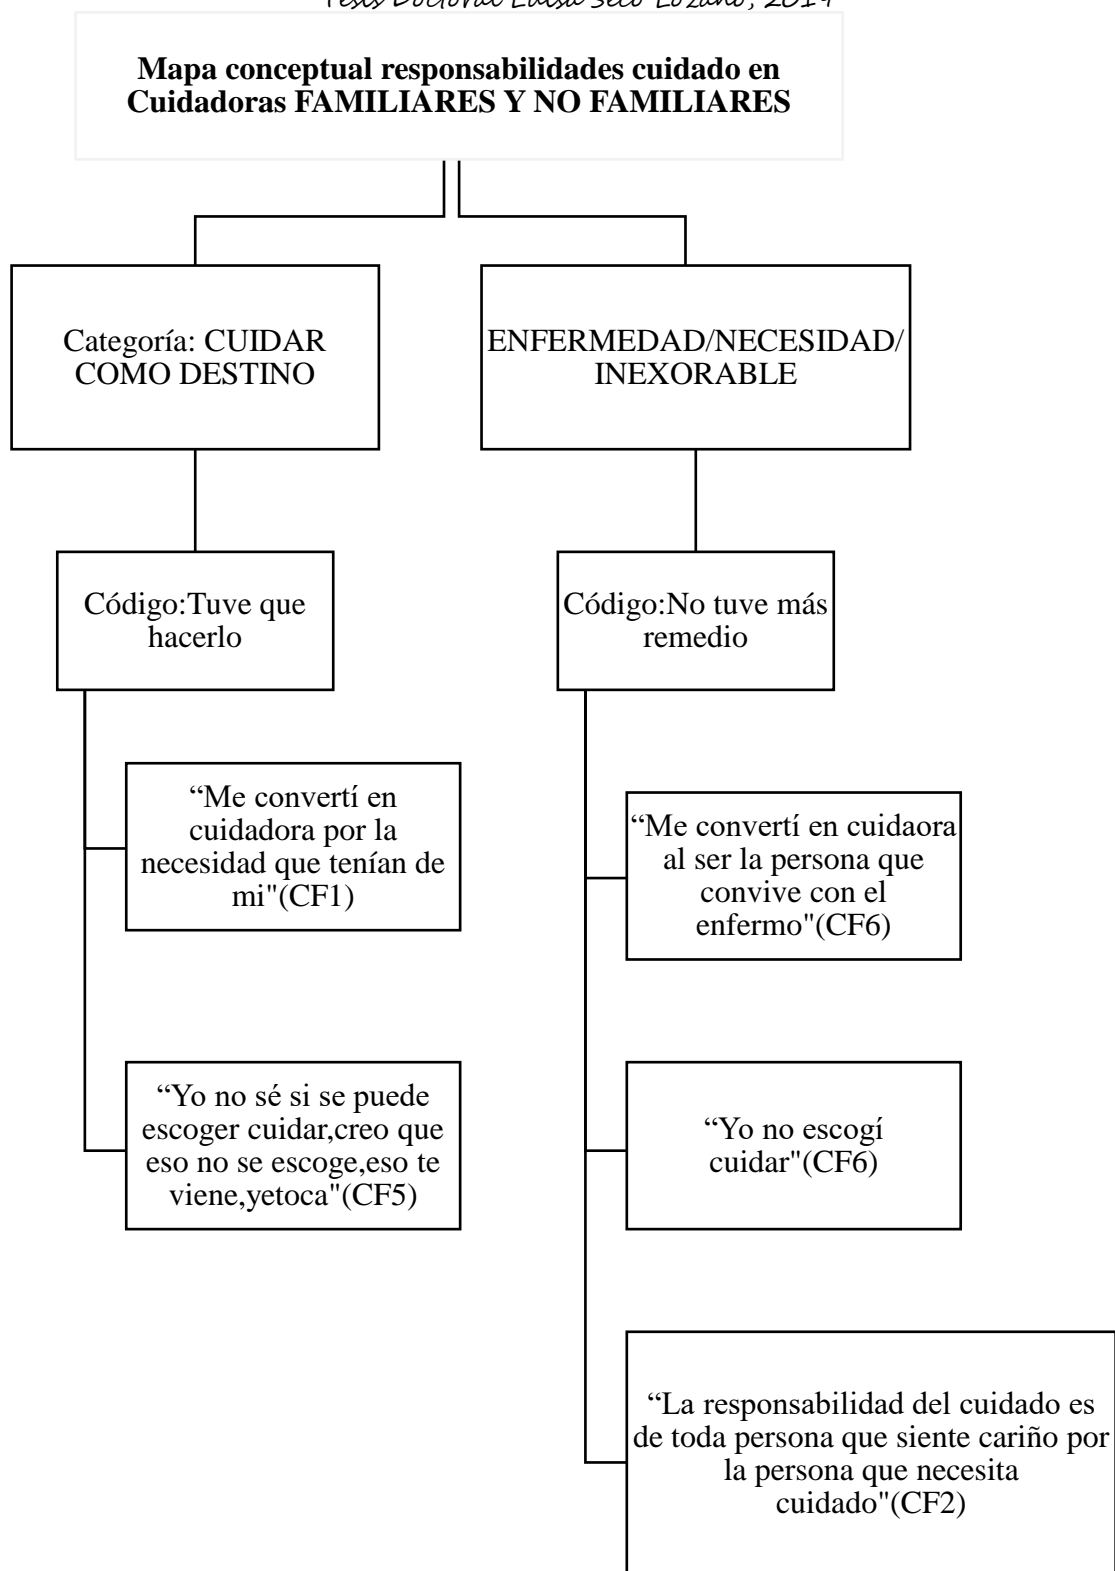 Tesis Doctoral Luisa Seco Lozano, 2019
Mapa conceptual responsabilidades cuidado en
Cuidadoras FAMILIARES Y NO FAMILIARES
Categoría: CUIDAR
COMO DESTINO
Código:Tuve que
hacerlo
“Me convertí en
cuidadora por la
necesidad que tenían de
mi"(CF1)
“Yo no sé si se puede
escoger cuidar,creo que
eso no se escoge,eso te
viene,yetoca"(CF5)
ENFERMEDAD/NECESIDAD/
INEXORABLE
Código:No tuve más
remedio
“Me convertí en cuidaora
al ser la persona que
convive con el
enfermo"(CF6)
“Yo no escogí
cuidar"(CF6)
“La responsabilidad del cuidado es
de toda persona que siente cariño por
la persona que necesita
cuidado"(CF2)